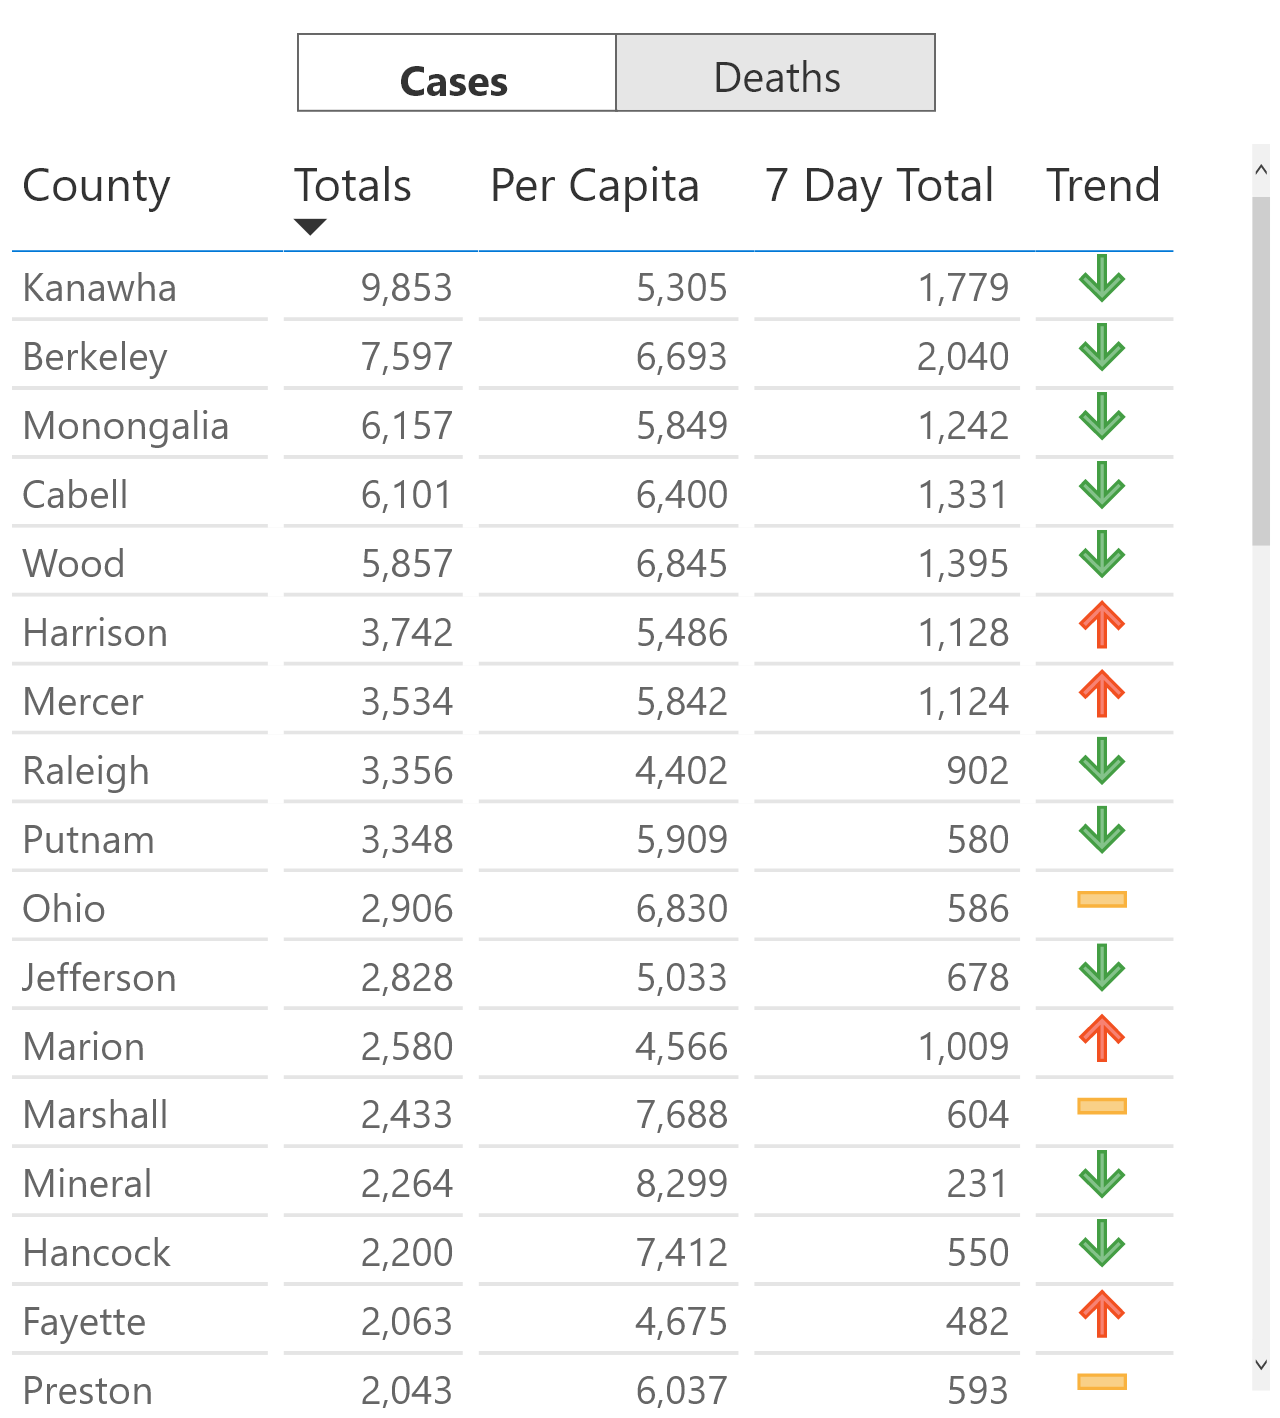 Cases Deaths
County Totals Per Capita 7 Day Total Trend
Kanawha 9,853 5,305 1,779
Berkeley 7,597 6,693 2,040
Monongalia 6,157 5,849 1,242
Cabell 6,101 6,400 1,331
Wood 5,857 6,845 1,395
Harrison 3,742 5,486 1,128
Mercer 3,534 5,842 1,124
Raleigh 3,356 4,402 902
Putnam 3,348 5,909 580
Ohio 2,906 6,830 586
Jefferson 2,828 5,033 678
Marion 2,580 4,566 1,009
Marshall 2,433 7,688 604
Mineral 2,264 8,299 231
Hancock 2,200 7,412 550
Fayette 2,063 4,675 482
Preston 2,043 6,037 593